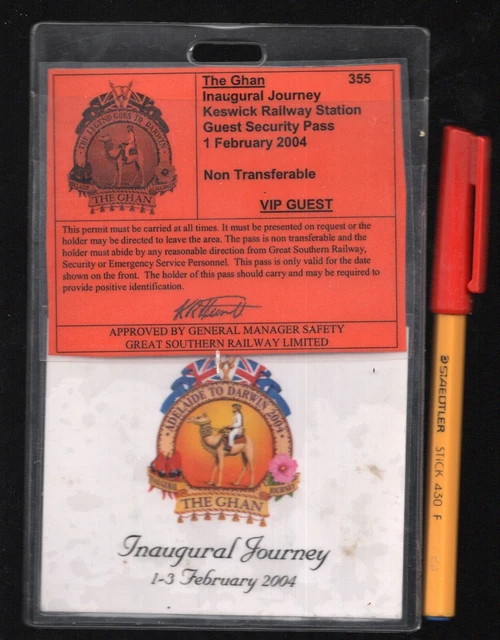 The Ghan 355
Inaugural Journey
Keswick Railway Station
Guest Security Pass
1 February 2004
Non Transferable
VIP GUEST
THE LEGEND GOES TO DARWIN
THE GHAN
This permit must be carried at all times. It must be presented on request or the
holder may be directed to leave the area. The pass is non transferable and the
holder must abide by any reasonable direction from Great Southern Railway,
Security or Emergency Service Personnel. This pass is only valid for the date
shown on the front. The holder of this pass should carry and may be required to
provide positive identification.
APPROVED BY GENERAL MANAGER SAFETY
GREAT SOUTHERN RAILWAY LIMITED
ADELAIDE TO DARWIN 2004
INAUGURAL JOURNEY
THE GHAN
Inaugural Journey
1-3 February 2004
STAEDTLER STICK 430 F